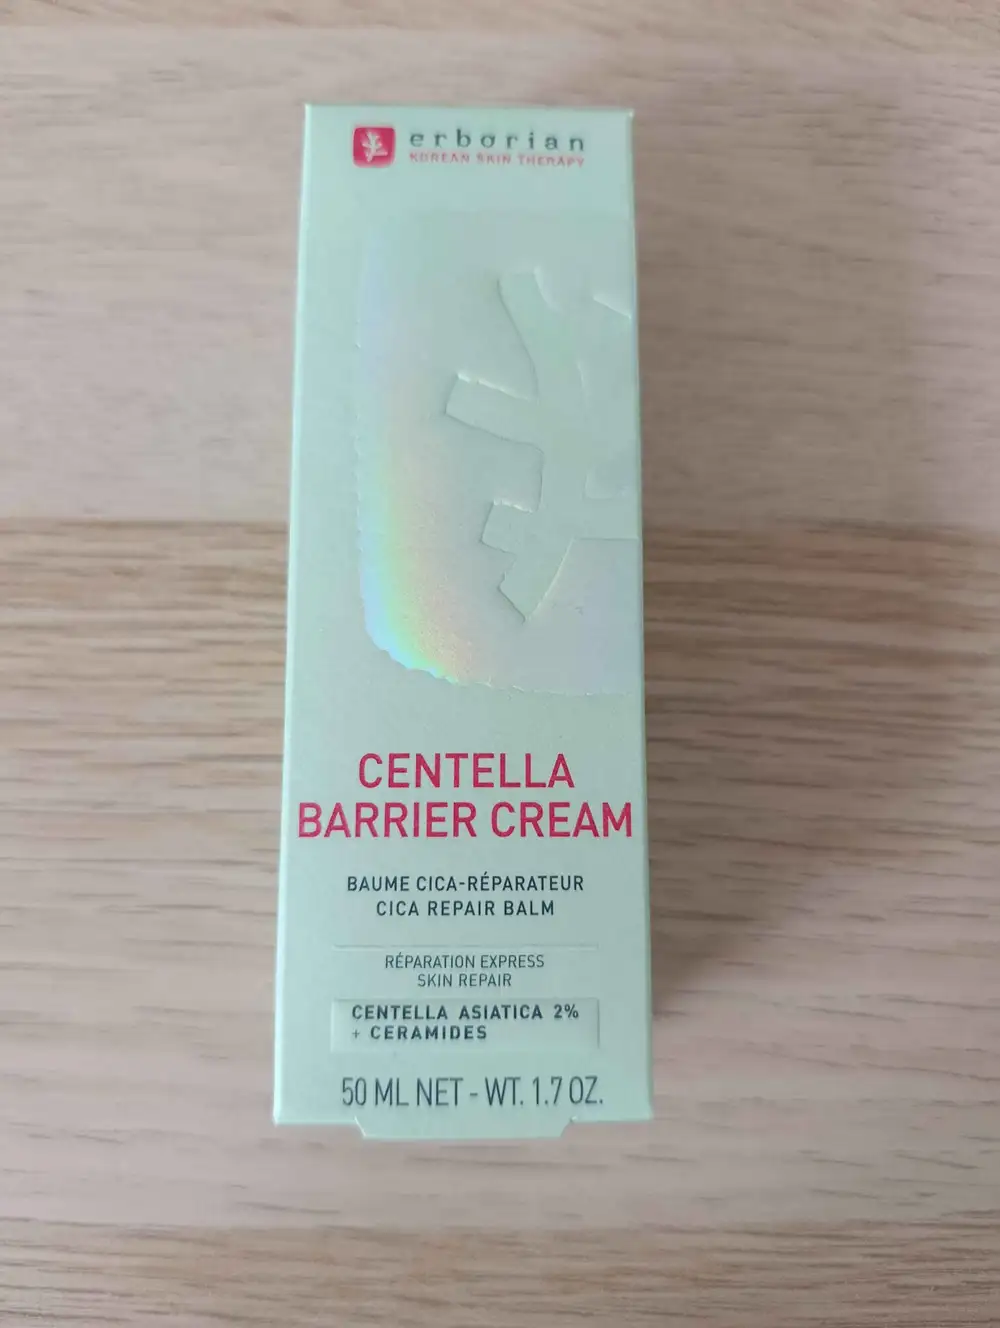 erborian
KOREAN SKIN THERAPY
CENTELLA
BARRIER CREAM
BAUME CICA-RÉPARATEUR
CICA REPAIR BALM
RÉPARATION EXPRESS
SKIN REPAIR
CENTELLA ASIATICA 2%
+ CERAMIDES
50 ML NET - WT. 1.7 OZ.